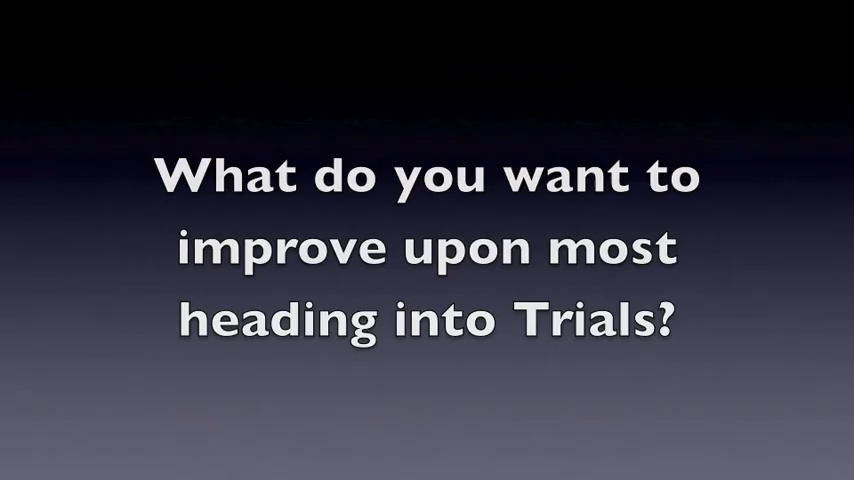 What do you want to
improve upon most
heading into Trials?